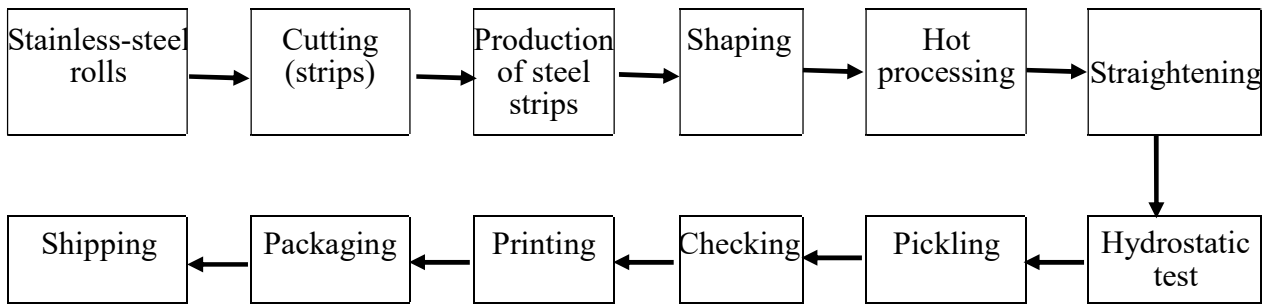 Stainless-steel
rolls
Cutting
(strips)
Production
of steel
strips
Shaping
Hot
processing
Straightening
Shipping
Packaging
Printing
Checking
Pickling
Hydrostatic
test